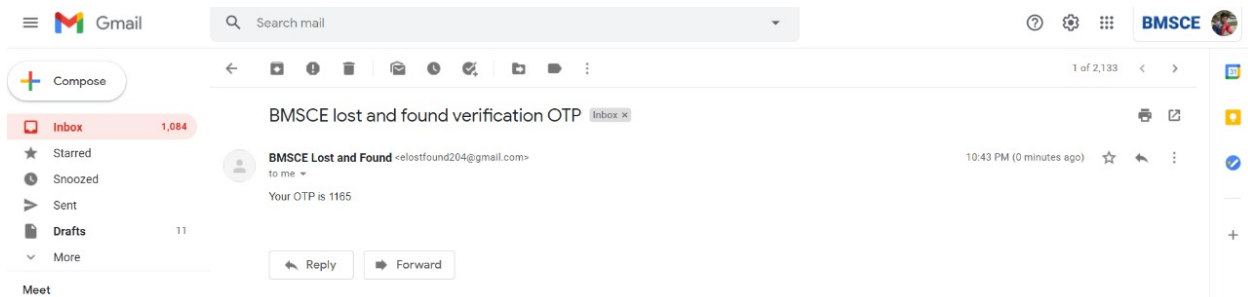 Gmail
Search mail
BMSCE
Compose
1 of 2,133
Inbox 1,084
Starred
Snoozed
Sent
Drafts 11
More
Meet
BMSCE lost and found verification OTP Inbox ×
BMSCE Lost and Found <elostfound204@gmail.com> 10:43 PM (0 minutes ago)
to me
Your OTP is 1165
Reply Forward